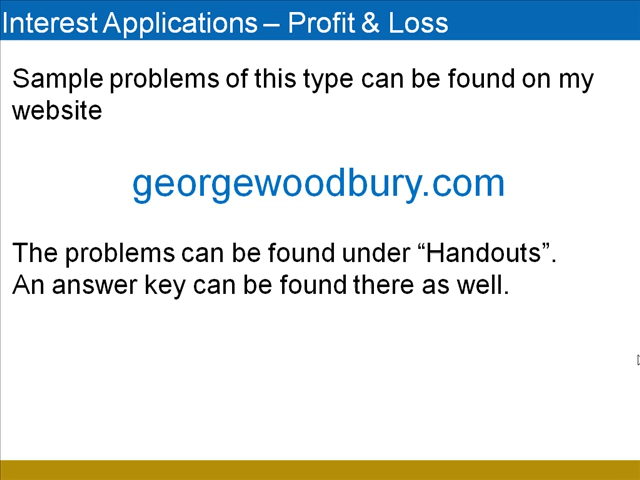 Interest Applications – Profit & Loss
Sample problems of this type can be found on my
website
georgewoodbury.com
The problems can be found under “Handouts”.
An answer key can be found there as well.